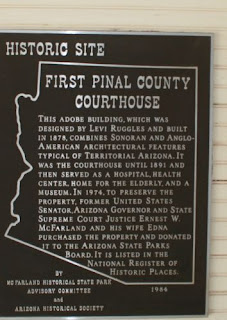 HISTORIC SITE
FIRST PINAL COUNTY
COURTHOUSE
THIS ADOBE BUILDING, WHICH WAS
DESIGNED BY LEVI RUGGLES AND BUILT
IN 1878, COMBINES SONORAN AND ANGLO-
AMERICAN ARCHITECTURAL FEATURES
TYPICAL OF TERRITORIAL ARIZONA. IT
WAS THE COURTHOUSE UNTIL 1891 AND
THEN SERVED AS A HOSPITAL, HEALTH
CENTER, HOME FOR THE ELDERLY, AND A
MUSEUM. IN 1974, TO PRESERVE THE
PROPERTY, FORMER UNITED STATES
SENATOR, ARIZONA GOVERNOR AND STATE
SUPREME COURT JUSTICE ERNEST W.
MCFARLAND AND HIS WIFE EDNA
PURCHASED THE PROPERTY AND DONATED
IT TO THE ARIZONA STATE PARKS
BOARD. IT IS LISTED IN THE
NATIONAL REGISTER OF
HISTORIC PLACES.
BY
MCFARLAND HISTORICAL STATE PARK
ADVISORY COMMITTEE
and
ARIZONA HISTORICAL SOCIETY
1984